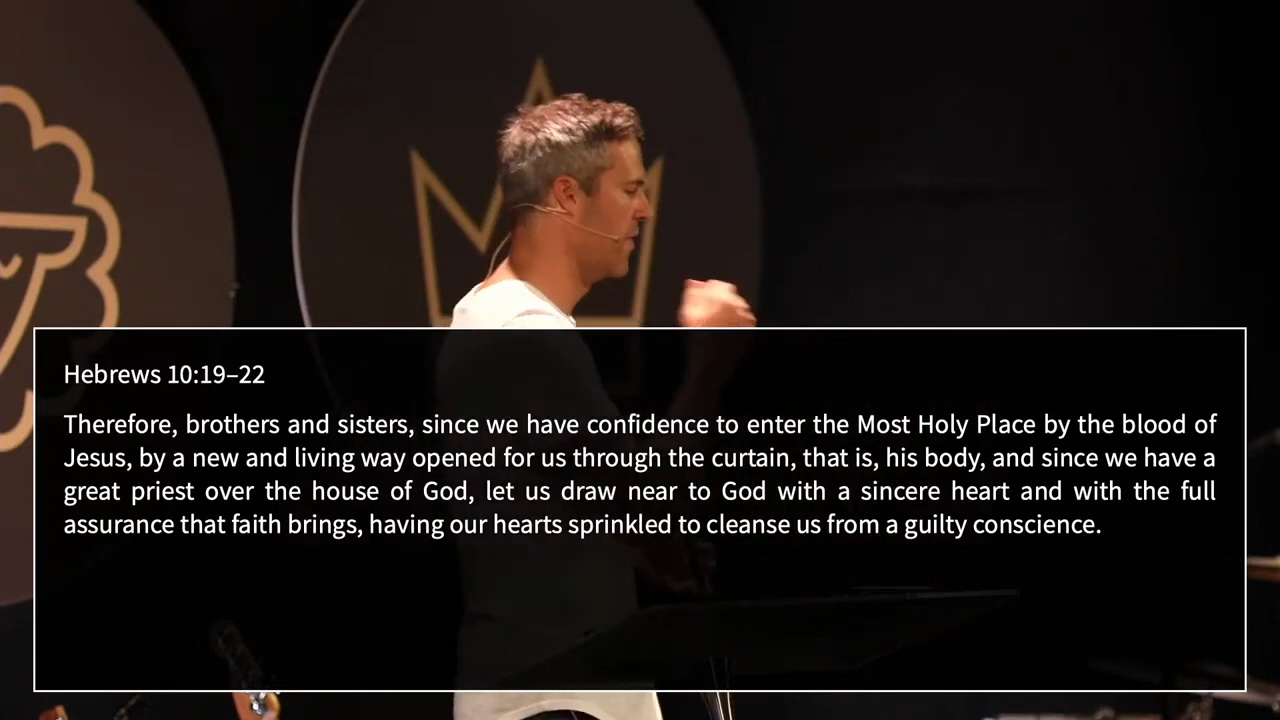 Hebrews 10:19–22
Therefore, brothers and sisters, since we have confidence to enter the Most Holy Place by the blood of
Jesus, by a new and living way opened for us through the curtain, that is, his body, and since we have a
great priest over the house of God, let us draw near to God with a sincere heart and with the full
assurance that faith brings, having our hearts sprinkled to cleanse us from a guilty conscience.